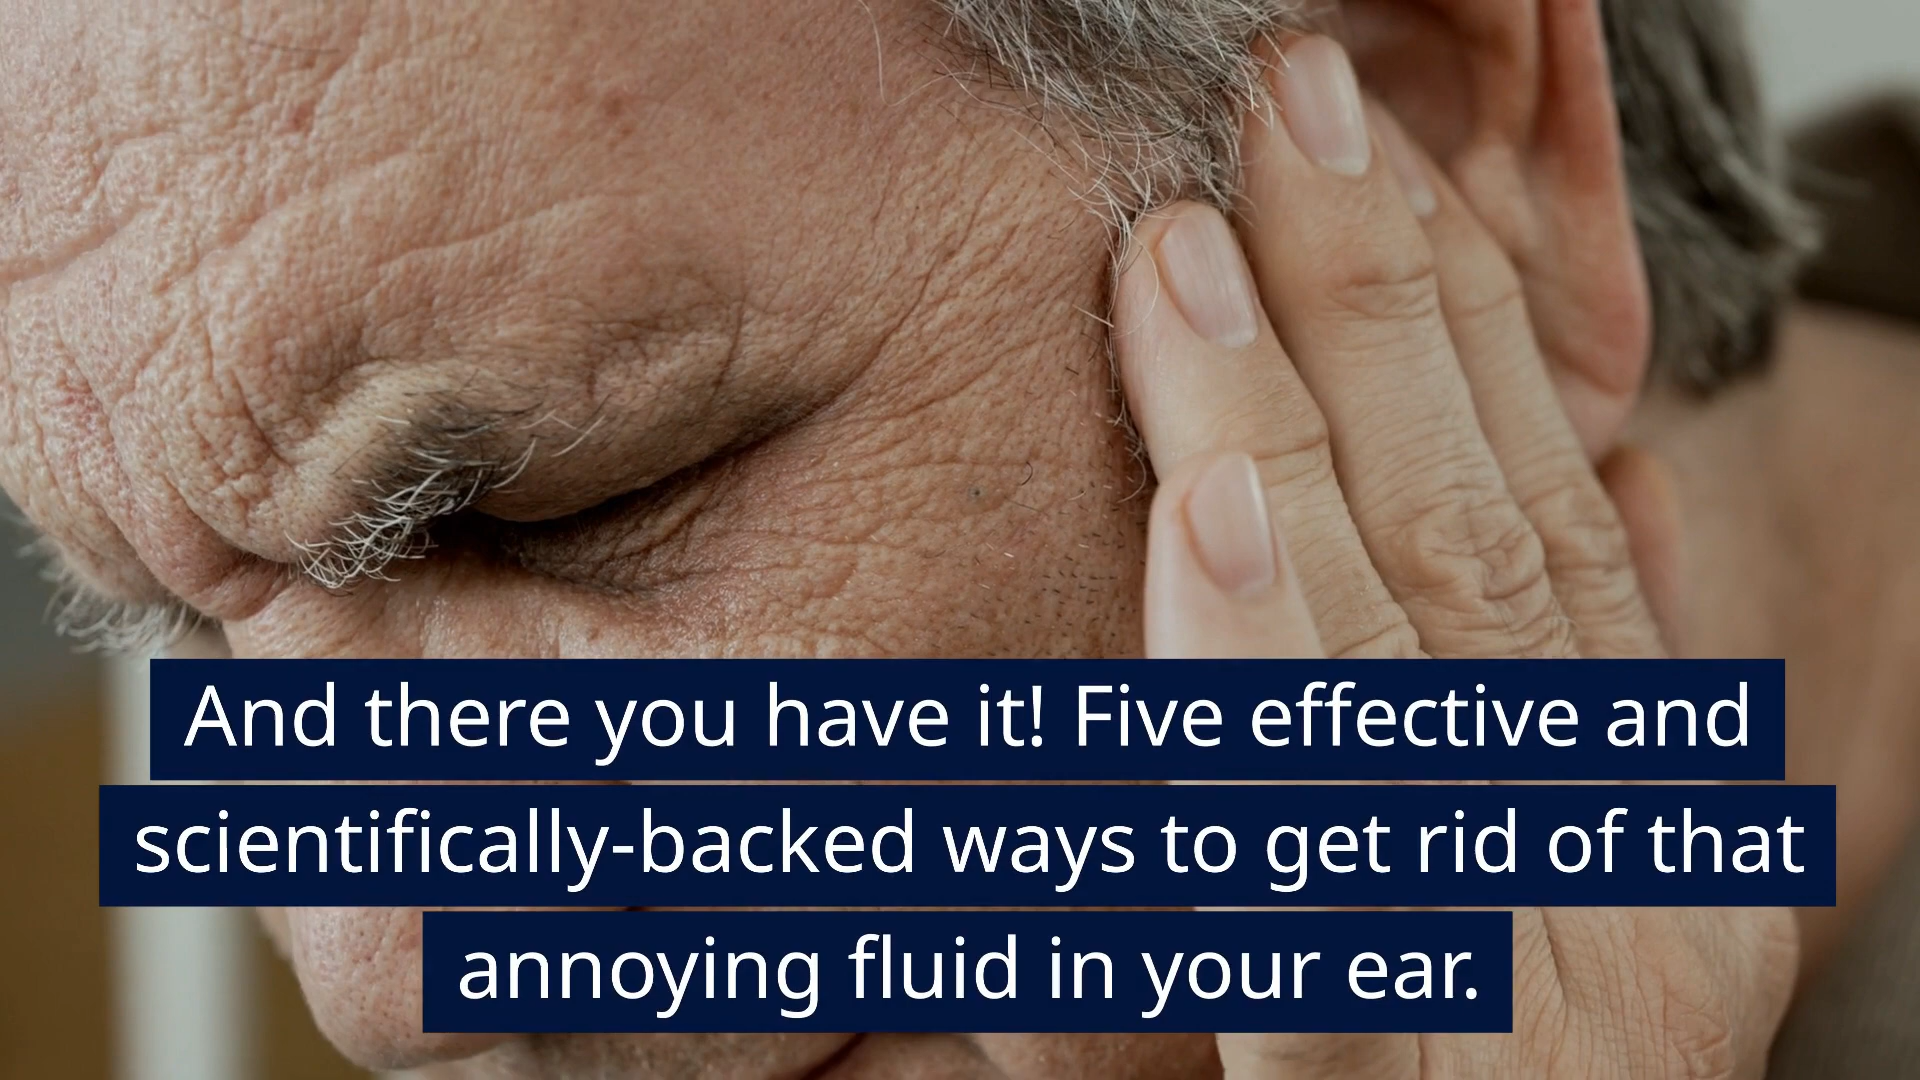 And there you have it! Five effective and
scientifically-backed ways to get rid of that
annoying fluid in your ear.